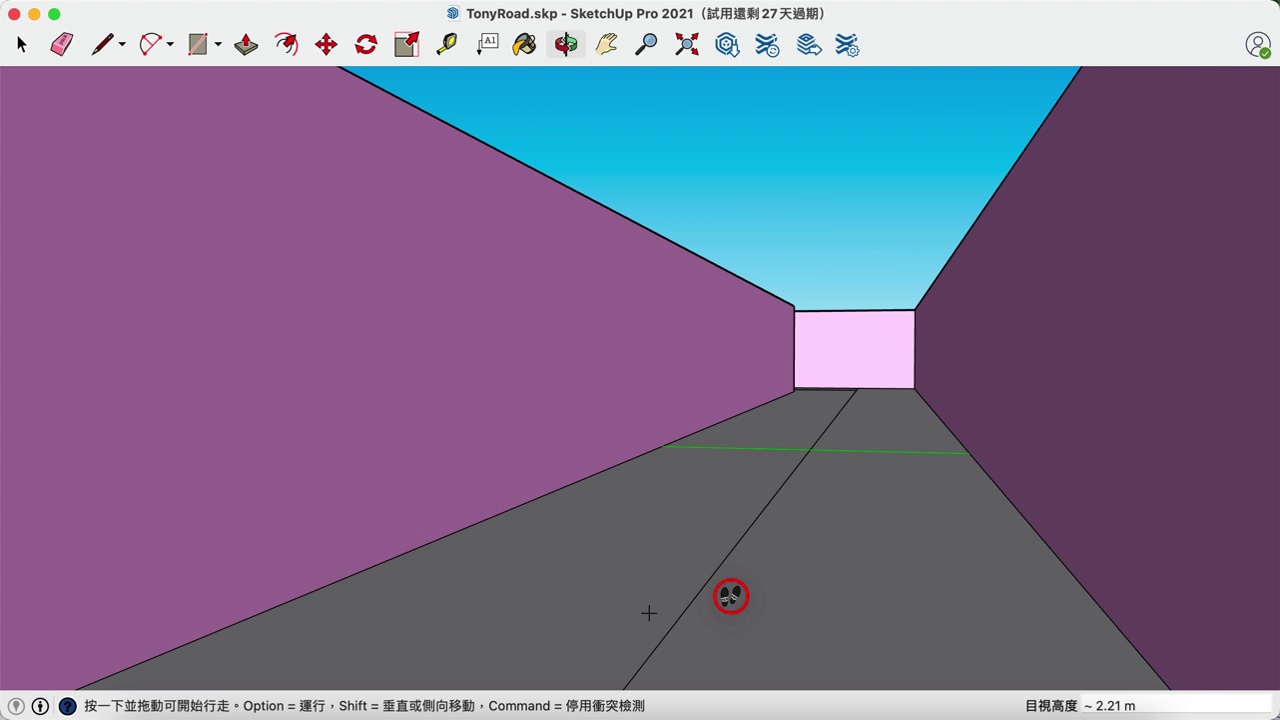 TonyRoad.skp - SketchUp Pro 2021（試用還剩 27 天過期）
A1
?
按一下並拖動可開始行走。Option = 運行，Shift = 垂直或側向移動，Command = 停用衝突檢測
目視高度 ~ 2.21 m